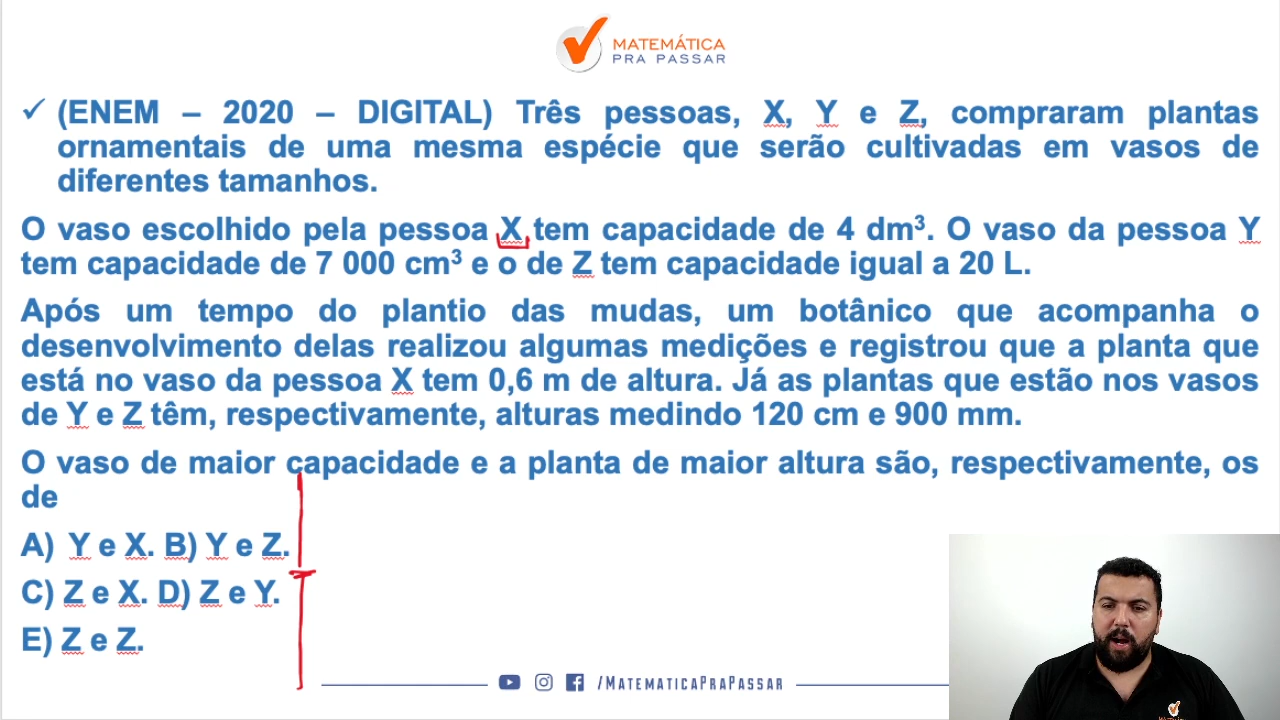 MATEMÁTICA
PRA PASSAR
✓ (ENEM – 2020 – DIGITAL) Três pessoas, X, Y e Z, compraram plantas
ornamentais de uma mesma espécie que serão cultivadas em vasos de
diferentes tamanhos.
O vaso escolhido pela pessoa X tem capacidade de 4 dm³. O vaso da pessoa Y
tem capacidade de 7 000 cm³ e o de Z tem capacidade igual a 20 L.
Após um tempo do plantio das mudas, um botânico que acompanha o
desenvolvimento delas realizou algumas medições e registrou que a planta que
está no vaso da pessoa X tem 0,6 m de altura. Já as plantas que estão nos vasos
de Y e Z têm, respectivamente, alturas medindo 120 cm e 900 mm.
O vaso de maior capacidade e a planta de maior altura são, respectivamente, os
de
A) Y e X. B) Y e Z.
C) Z e X. D) Z e Y.
E) Z e Z.
/MATEMATICAPRAPASSAR